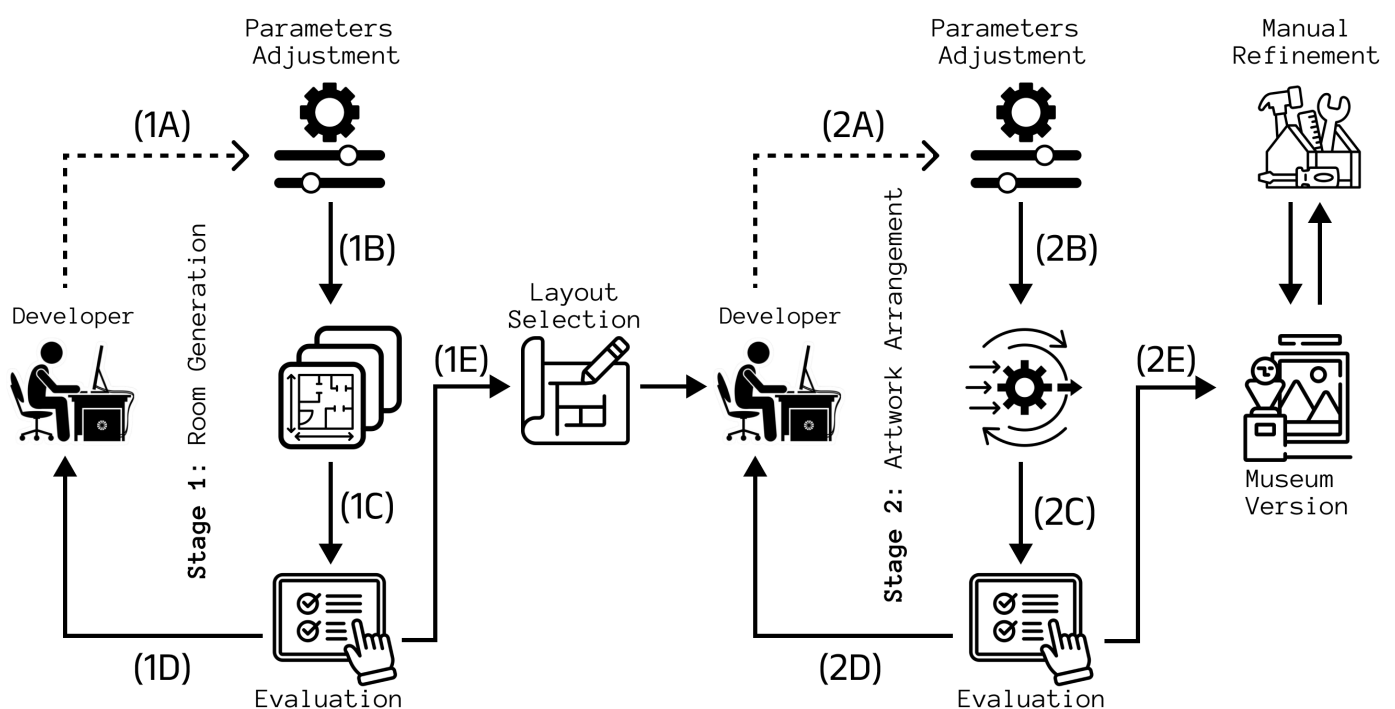 Parameters
Adjustment
(1A)
(1B)
Developer
Stage 1: Room Generation
(1C)
(1D)
Evaluation
(1E)
Layout
Selection
Parameters
Adjustment
(2A)
(2B)
Developer
Stage 2: Artwork Arrangement
(2C)
(2D)
Evaluation
(2E)
Manual
Refinement
Museum
Version